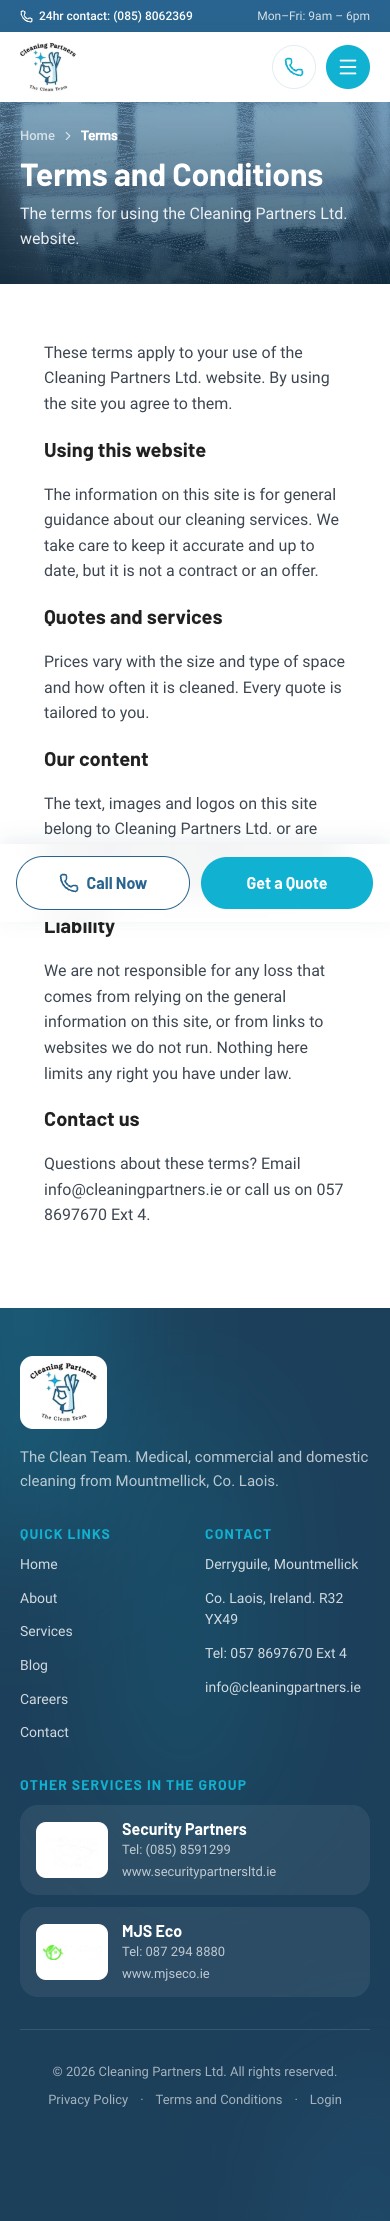 24hr contact: (085) 8062369
Mon–Fri: 9am – 6pm
Cleaning Partners
The Clean Team
Home > Terms
Terms and Conditions
The terms for using the Cleaning Partners Ltd.
website.
These terms apply to your use of the
Cleaning Partners Ltd. website. By using
the site you agree to them.
Using this website
The information on this site is for general
guidance about our cleaning services. We
take care to keep it accurate and up to
date, but it is not a contract or an offer.
Quotes and services
Prices vary with the size and type of space
and how often it is cleaned. Every quote is
tailored to you.
Our content
The text, images and logos on this site
belong to Cleaning Partners Ltd. or are
Call Now
Get a Quote
Liability
We are not responsible for any loss that
comes from relying on the general
information on this site, or from links to
websites we do not run. Nothing here
limits any right you have under law.
Contact us
Questions about these terms? Email
info@cleaningpartners.ie or call us on 057
8697670 Ext 4.
Cleaning Partners
The Clean Team
The Clean Team. Medical, commercial and domestic
cleaning from Mountmellick, Co. Laois.
QUICK LINKS
Home
About
Services
Blog
Careers
Contact
CONTACT
Derryguile, Mountmellick
Co. Laois, Ireland. R32
YX49
Tel: 057 8697670 Ext 4
info@cleaningpartners.ie
OTHER SERVICES IN THE GROUP
Security Partners
Tel: (085) 8591299
www.securitypartnersltd.ie
MJS Eco
Tel: 087 294 8880
www.mjseco.ie
© 2026 Cleaning Partners Ltd. All rights reserved.
Privacy Policy · Terms and Conditions · Login